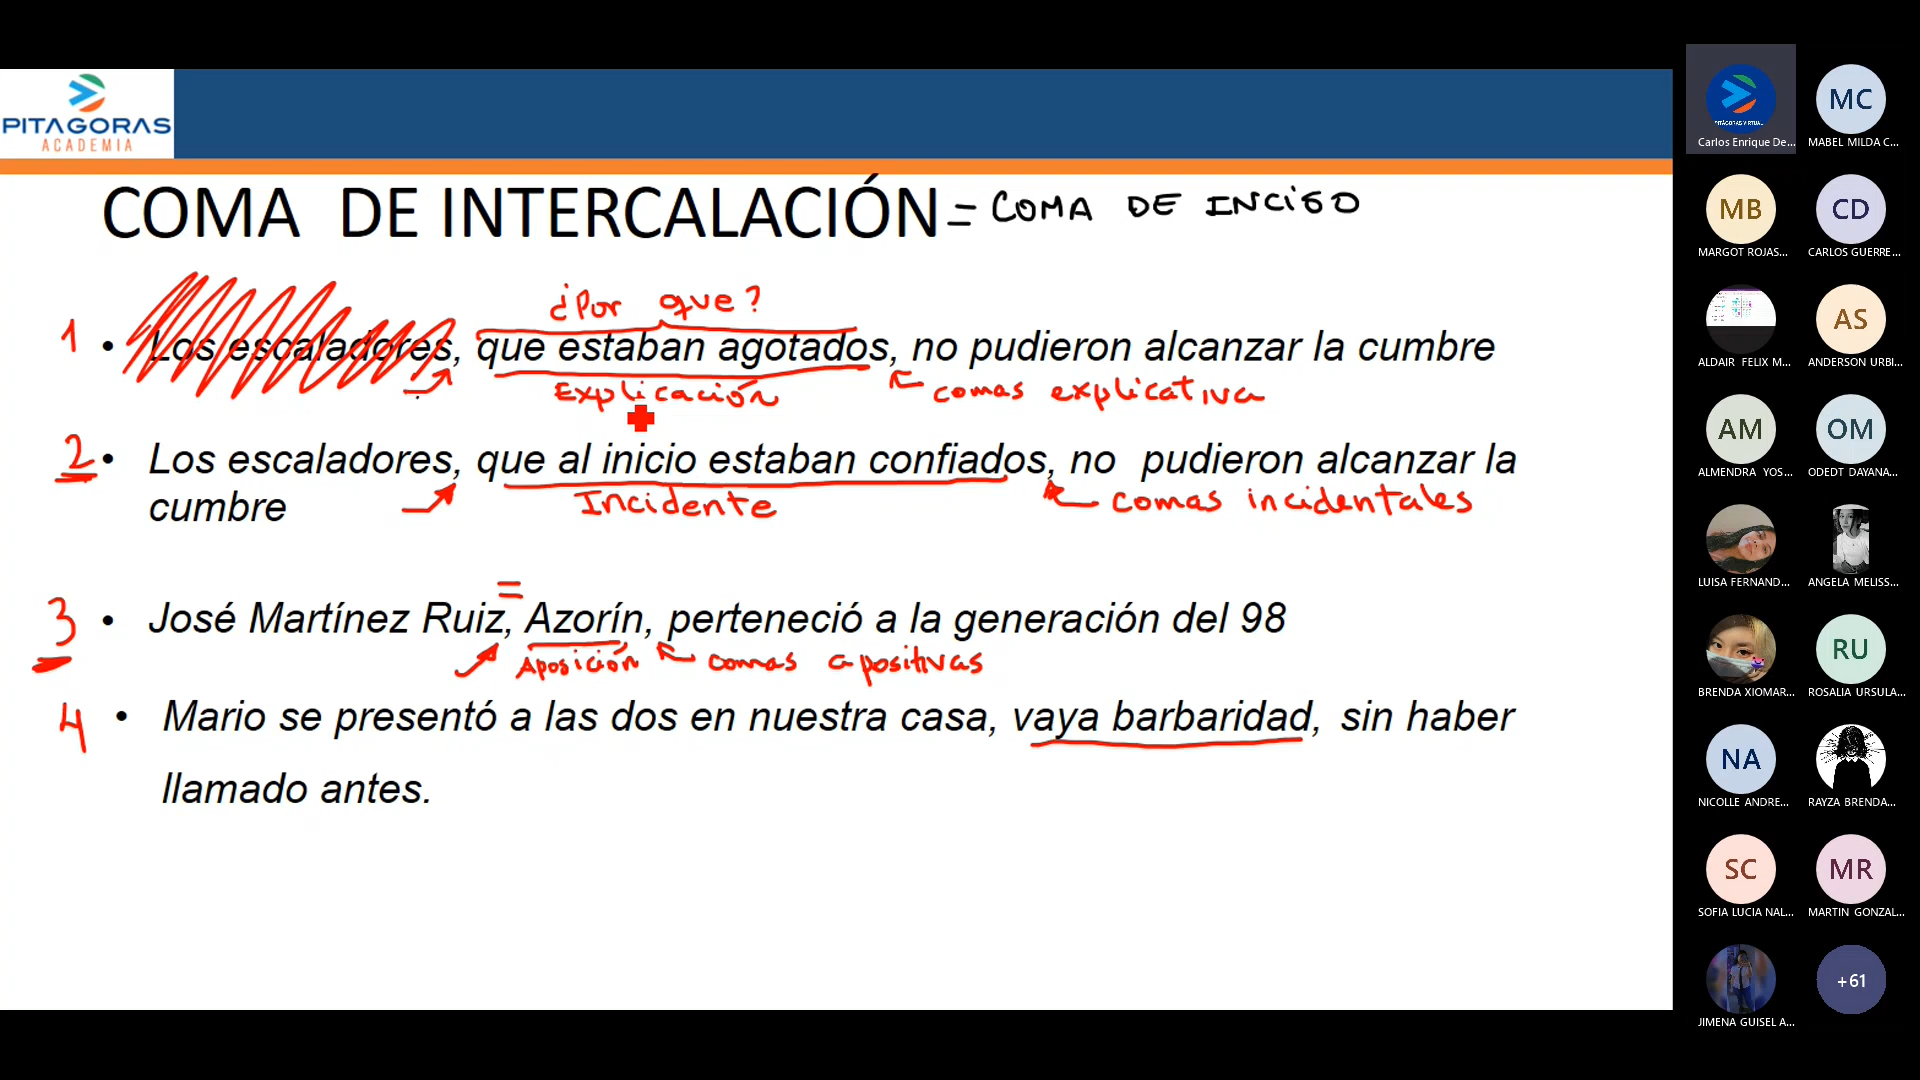 PITAGORAS
ACADEMIA
COMA DE INTERCALACIÓN = COMA DE INCISO
¿Por que?
1 • Los escaladores, que estaban agotados, no pudieron alcanzar la cumbre
Explicación comas explicativa
2 • Los escaladores, que al inicio estaban confiados, no pudieron alcanzar la
cumbre
Incidente comas incidentales
=
3 • José Martínez Ruiz, Azorín, perteneció a la generación del 98
Aposición comas apositivas
4 • Mario se presentó a las dos en nuestra casa, vaya barbaridad, sin haber
llamado antes.
PITÁGORAS VIRTUAL
Carlos Enrique De...
MC
MABEL MILDA C...
MB
MARGOT ROJAS...
CD
CARLOS GUERRE...
ALDAIR FELIX M...
AS
ANDERSON URBI...
AM
ALMENDRA YOS...
OM
ODEDT DAYANA...
LUISA FERNAND...
ANGELA MELISS...
BRENDA XIOMAR...
RU
ROSALIA URSULA...
NA
NICOLLE ANDRE...
RAYZA BRENDA...
SC
SOFIA LUCIA NAL...
MR
MARTIN GONZAL...
JIMENA GUISEL A...
+61